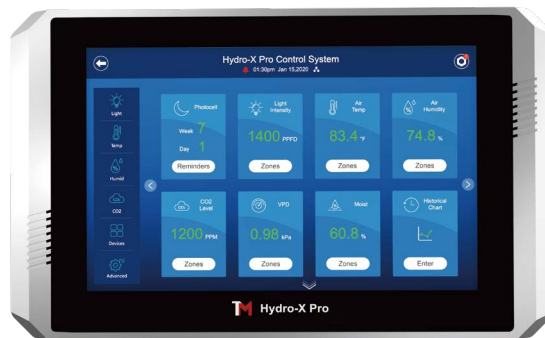 Hydro-X Pro Control System
01:30pm Jan 15,2020
Light
Temp
Humid
CO2
Devices
Advanced
Photocell
Week 7
Day 1
Reminders
Light
Intensity
1400 PPFD
Zones
Air
Temp
83.4 °F
Zones
Air
Humidity
74.8 %
Zones
CO2
Level
1200 PPM
Zones
VPD
0.98 kPa
Zones
Moist
60.8 %
Zones
Historical
Chart
Enter
TM Hydro-X Pro